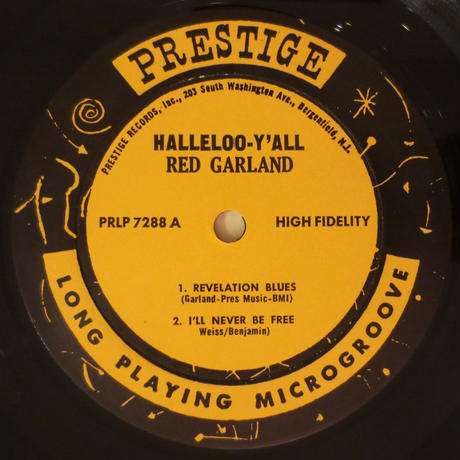 PRESTIGE
PRESTIGE RECORDS, Inc., 203 South Washington Ave., Bergenfield, N.J.
HALLELOO-Y'ALL
RED GARLAND
PRLP 7288 A
HIGH FIDELITY
1. REVELATION BLUES
(Garland-Pres Music-BMI)
2. I'LL NEVER BE FREE
Weiss/Benjamin)
LONG PLAYING MICROGROOVE